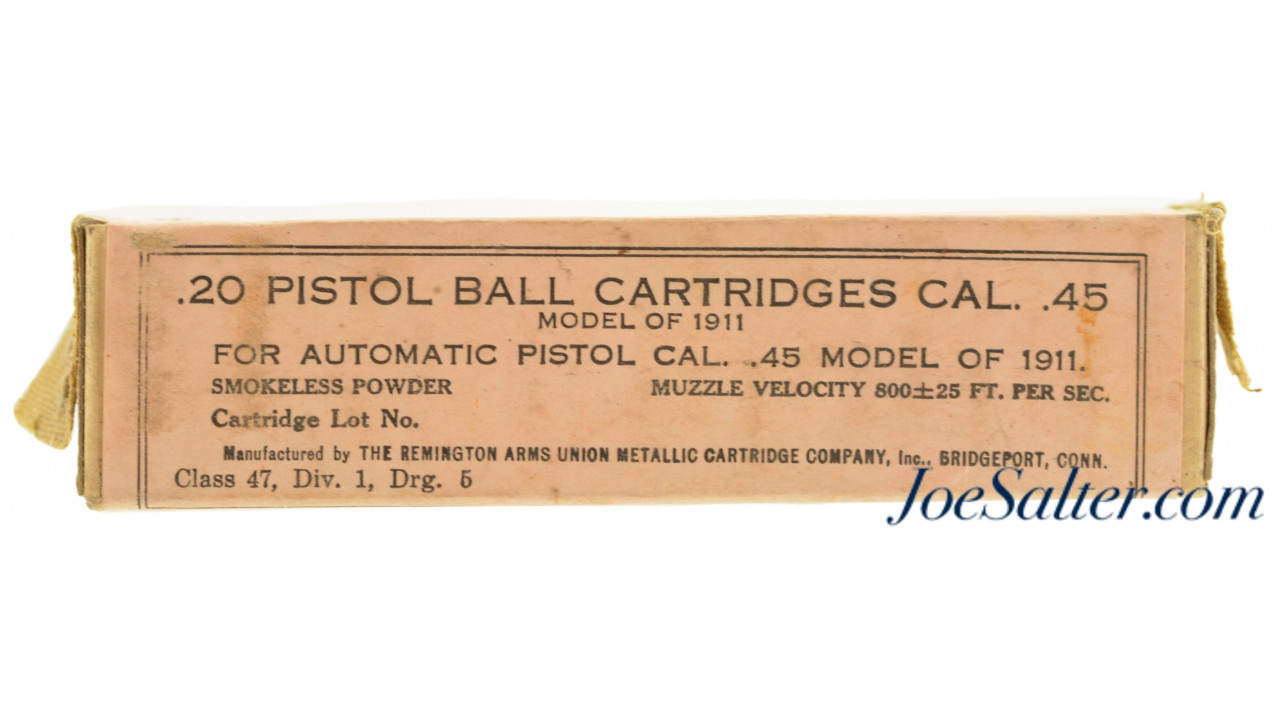 .20 PISTOL BALL CARTRIDGES CAL. .45
MODEL OF 1911
FOR AUTOMATIC PISTOL CAL. .45 MODEL OF 1911.
SMOKELESS POWDER MUZZLE VELOCITY 800±25 FT. PER SEC.
Cartridge Lot No.
Manufactured by THE REMINGTON ARMS UNION METALLIC CARTRIDGE COMPANY, Inc., BRIDGEPORT, CONN.
Class 47, Div. 1, Drg. 5
JoeSalter.com